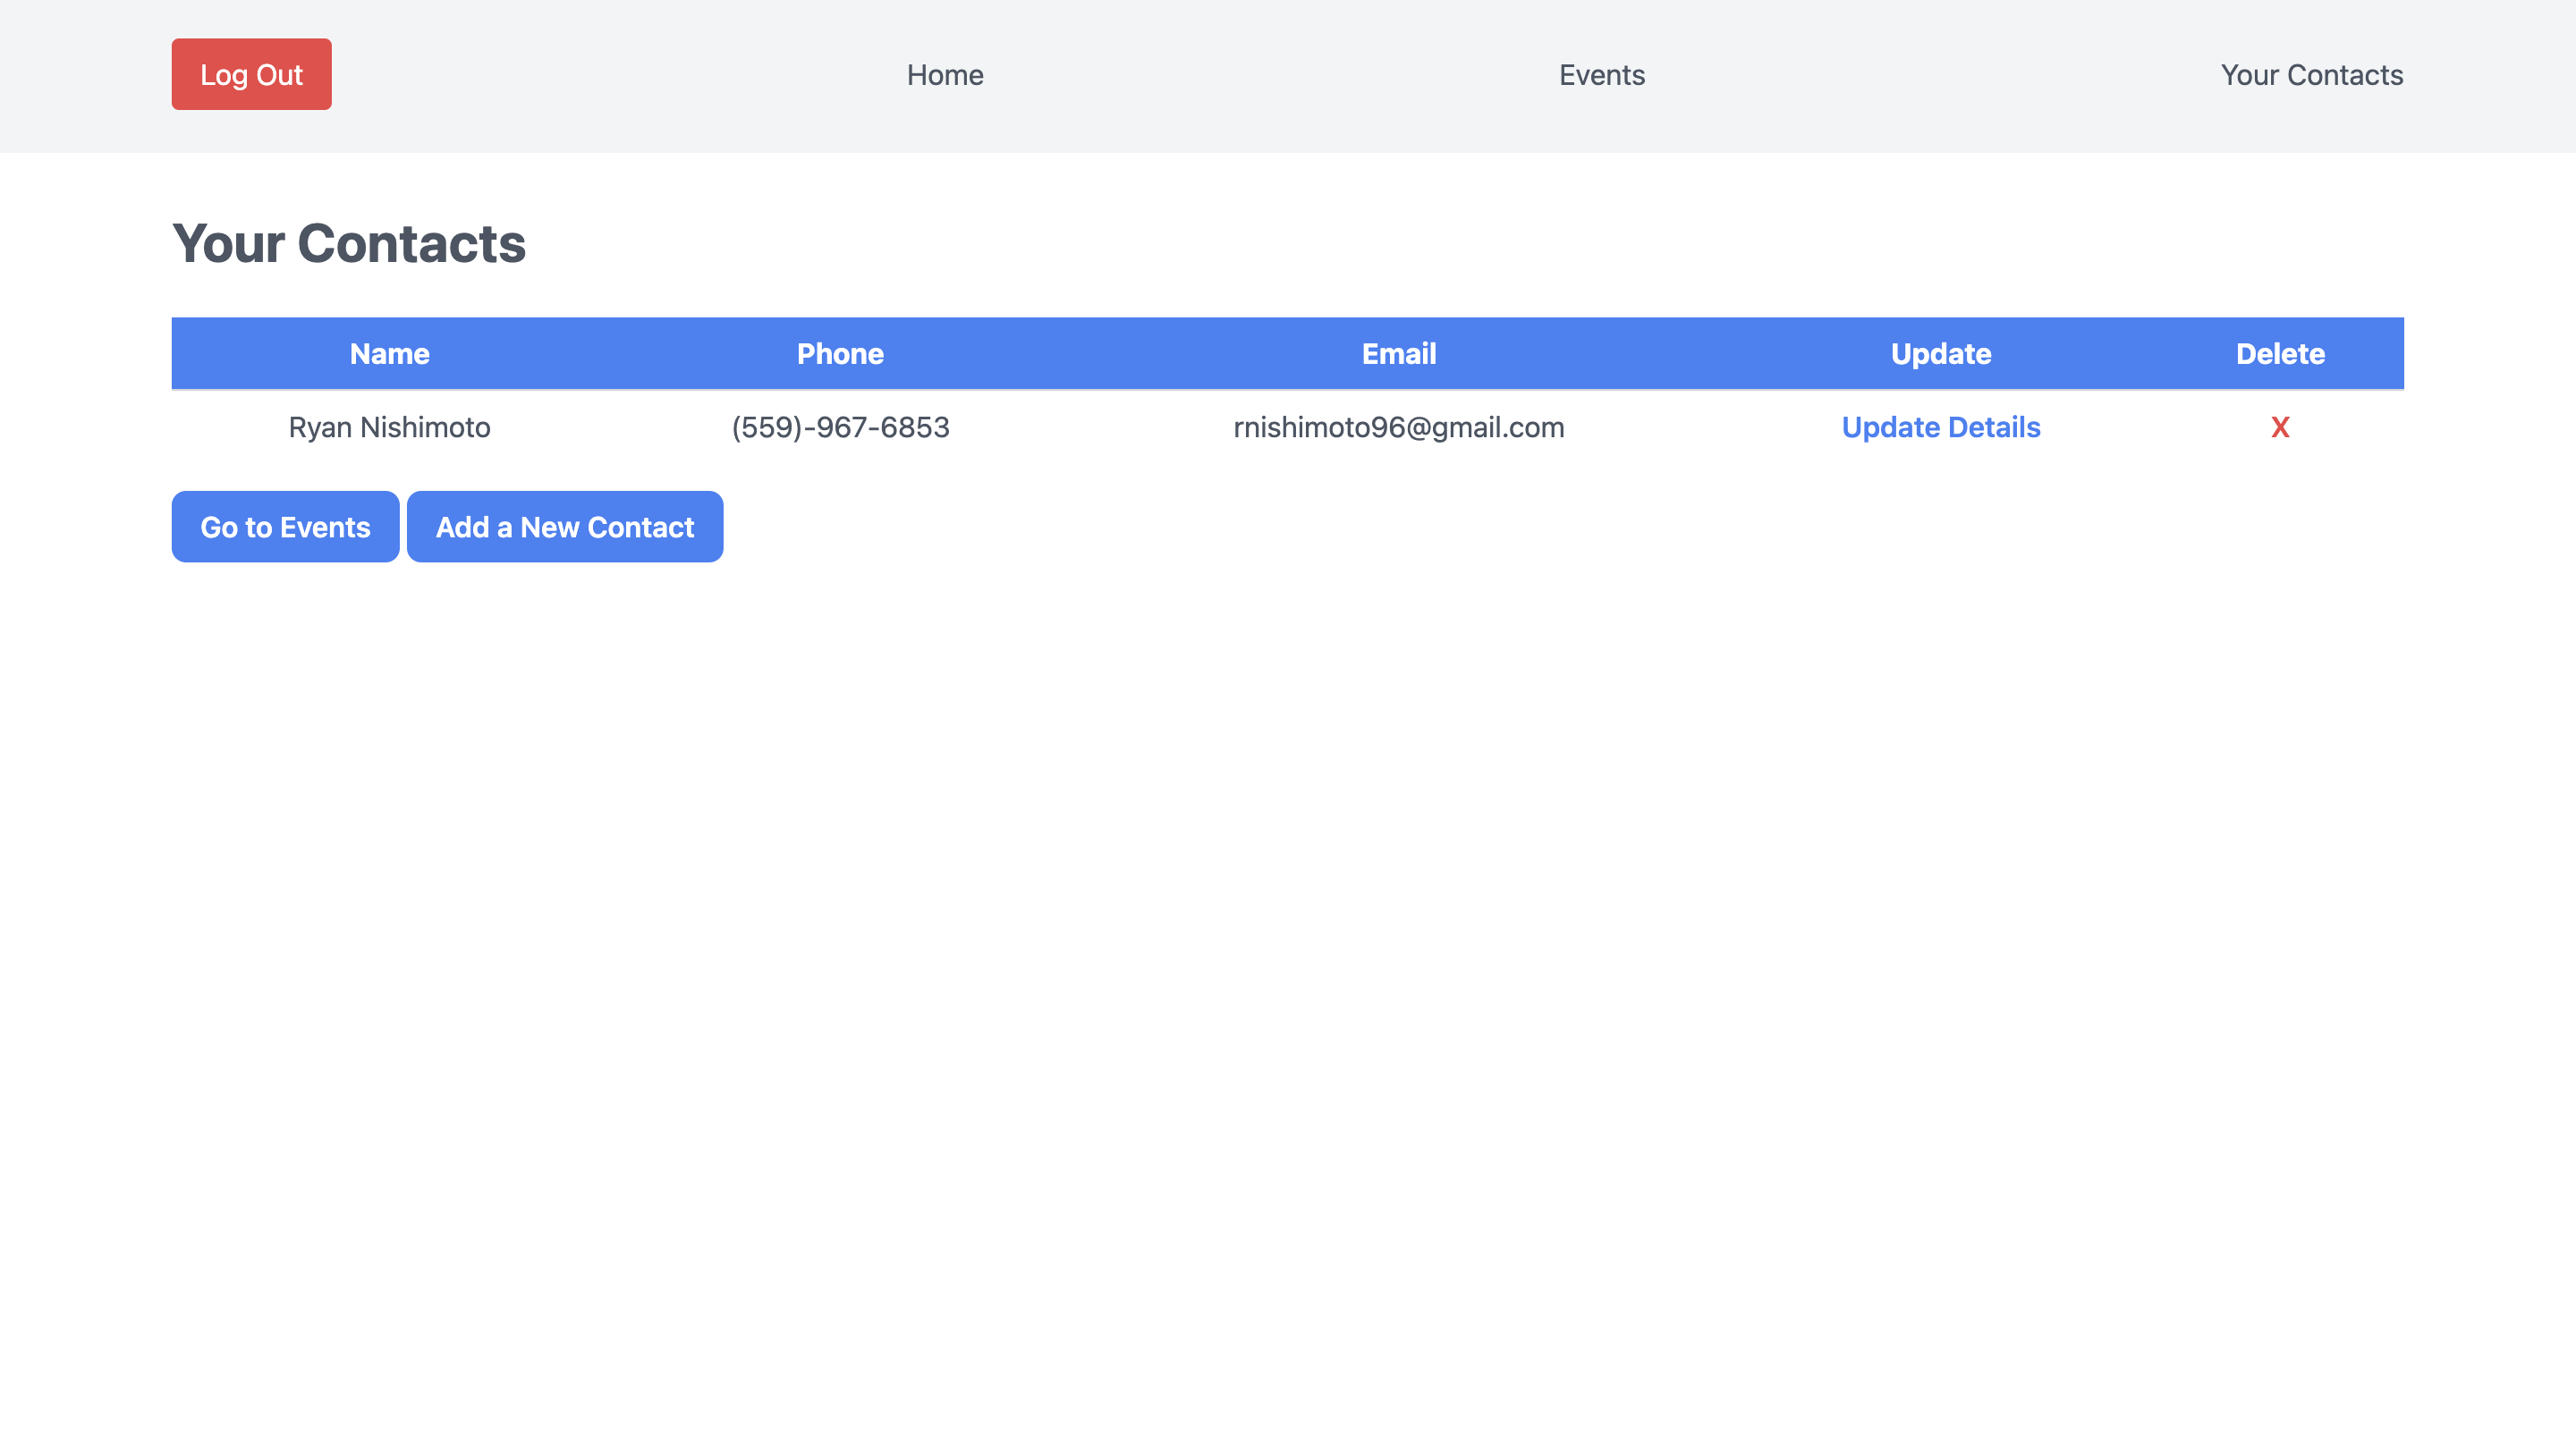 Log Out Home Events Your Contacts
Your Contacts
Name Phone Email Update Delete
Ryan Nishimoto (559)-967-6853 rnishimoto96@gmail.com Update Details X
Go to Events Add a New Contact